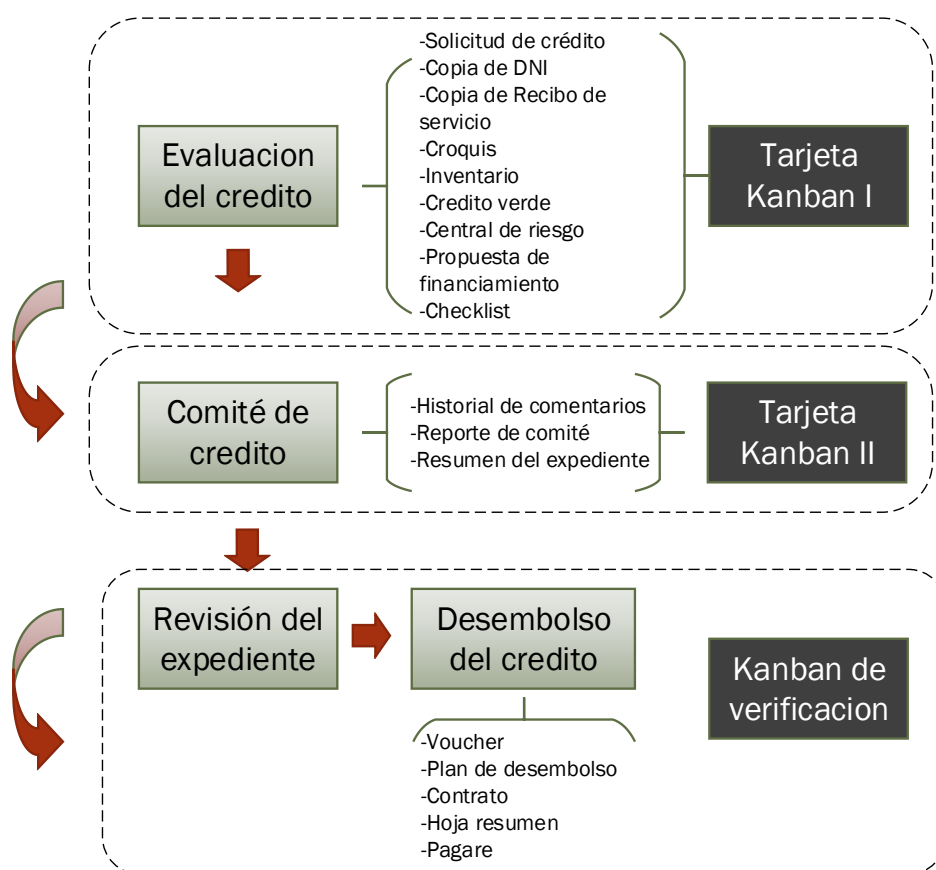 Evaluacion
del credito
-Solicitud de crédito
-Copia de DNI
-Copia de Recibo de
servicio
-Croquis
-Inventario
-Credito verde
-Central de riesgo
-Propuesta de
financiamiento
-Checklist
Tarjeta
Kanban I
Comité de
credito
-Historial de comentarios
-Reporte de comité
-Resumen del expediente
Tarjeta
Kanban II
Revisión del
expediente
Desembolso
del credito
-Voucher
-Plan de desembolso
-Contrato
-Hoja resumen
-Pagare
Kanban de
verificacion